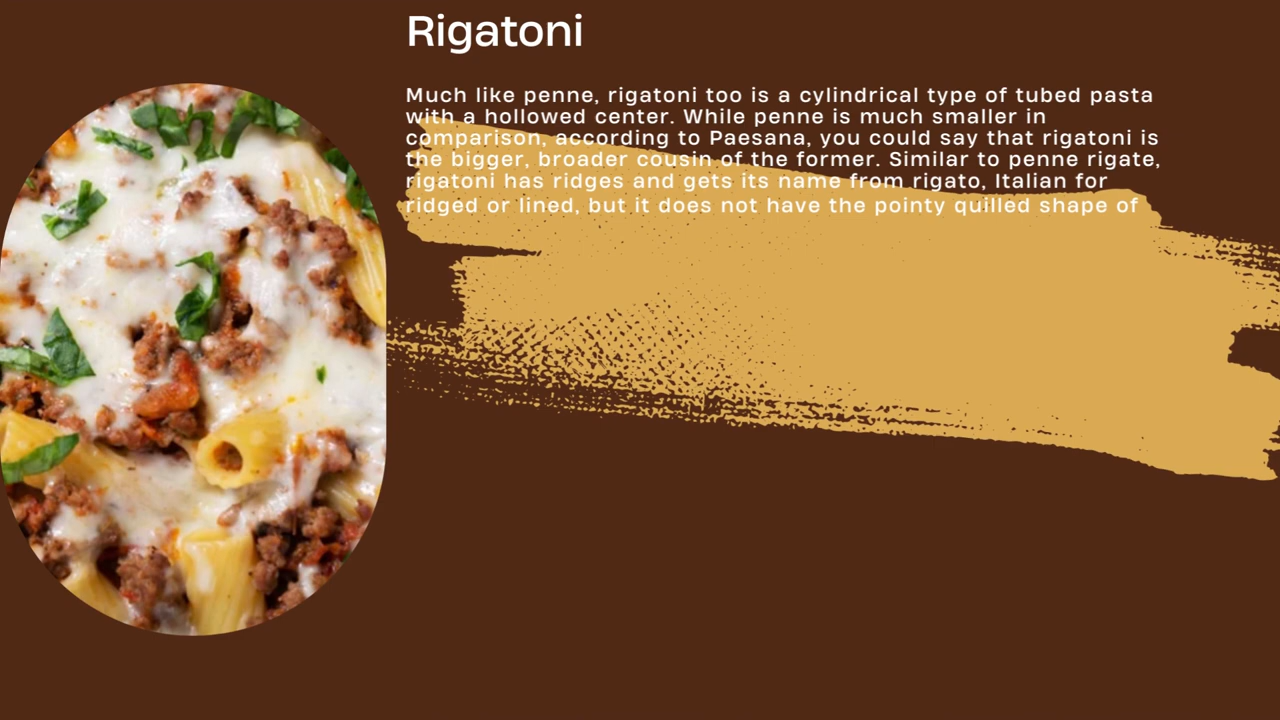 Rigatoni
Much like penne, rigatoni too is a cylindrical type of tubed pasta
with a hollowed center. While penne is much smaller in
comparison, according to Paesana, you could say that rigatoni is
the bigger, broader cousin of the former. Similar to penne rigate,
rigatoni has ridges and gets its name from rigato, Italian for
ridged or lined, but it does not have the pointy quilled shape of